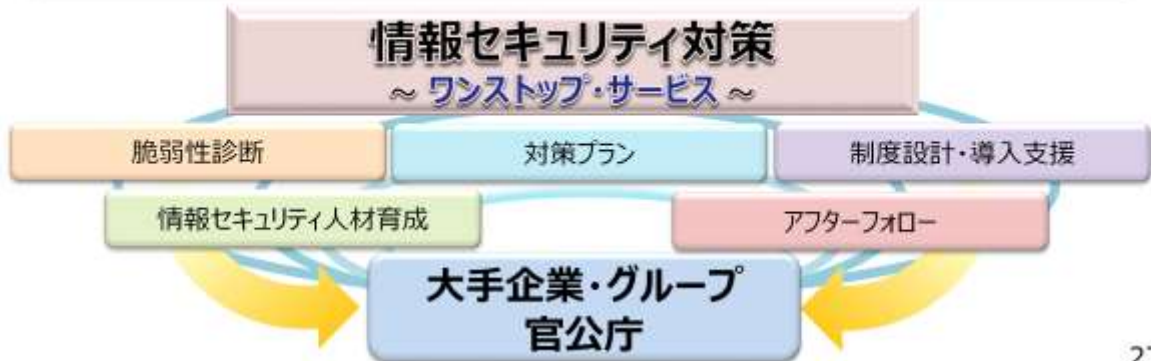 情報セキュリティ対策
~ ワンストップ・サービス ~
脆弱性診断
対策プラン
制度設計・導入支援
情報セキュリティ人材育成
アフターフォロー
大手企業・グループ
官公庁